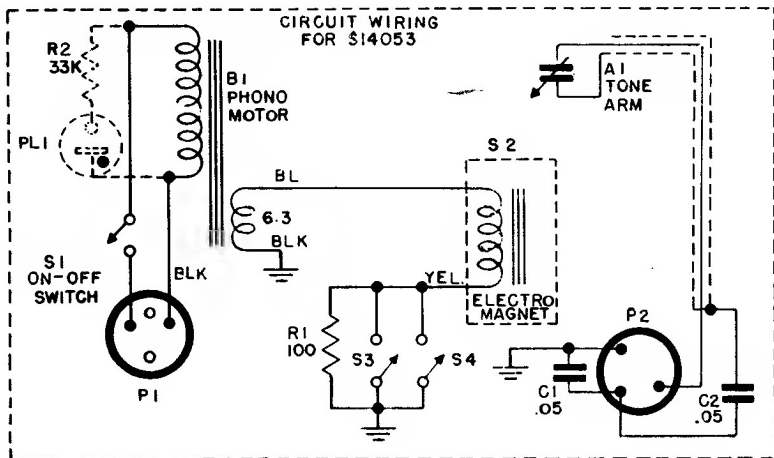 CIRCUIT WIRING
FOR S14053
R2
33K
B1
PHONO
MOTOR
A1
TONE
ARM
PL1
S2
BL
6.3
BLK
S1
ON-OFF
SWITCH
BLK
YEL.
ELECTRO
MAGNET
P2
R1
100
S3
S4
C1
.05
C2
.05
P1